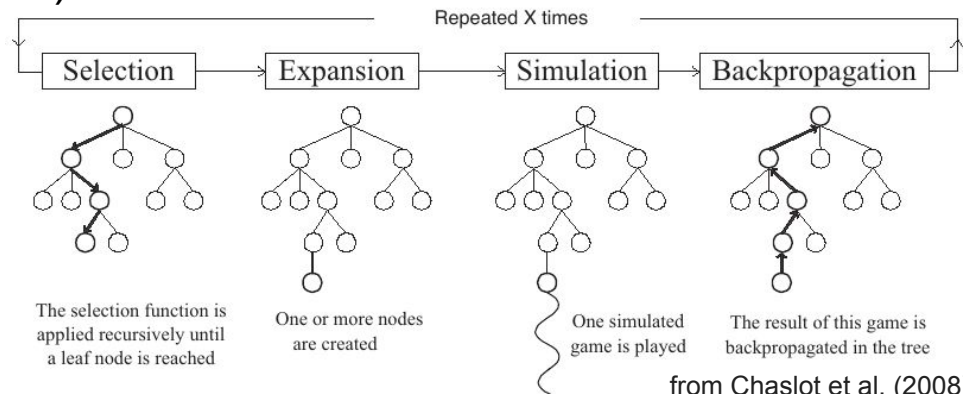 Repeated X times
Selection
Expansion
Simulation
Backpropagation
The selection function is
applied recursively until
a leaf node is reached
One or more nodes
are created
One simulated
game is played
The result of this game is
backpropagated in the tree
from Chaslot et al. (2008